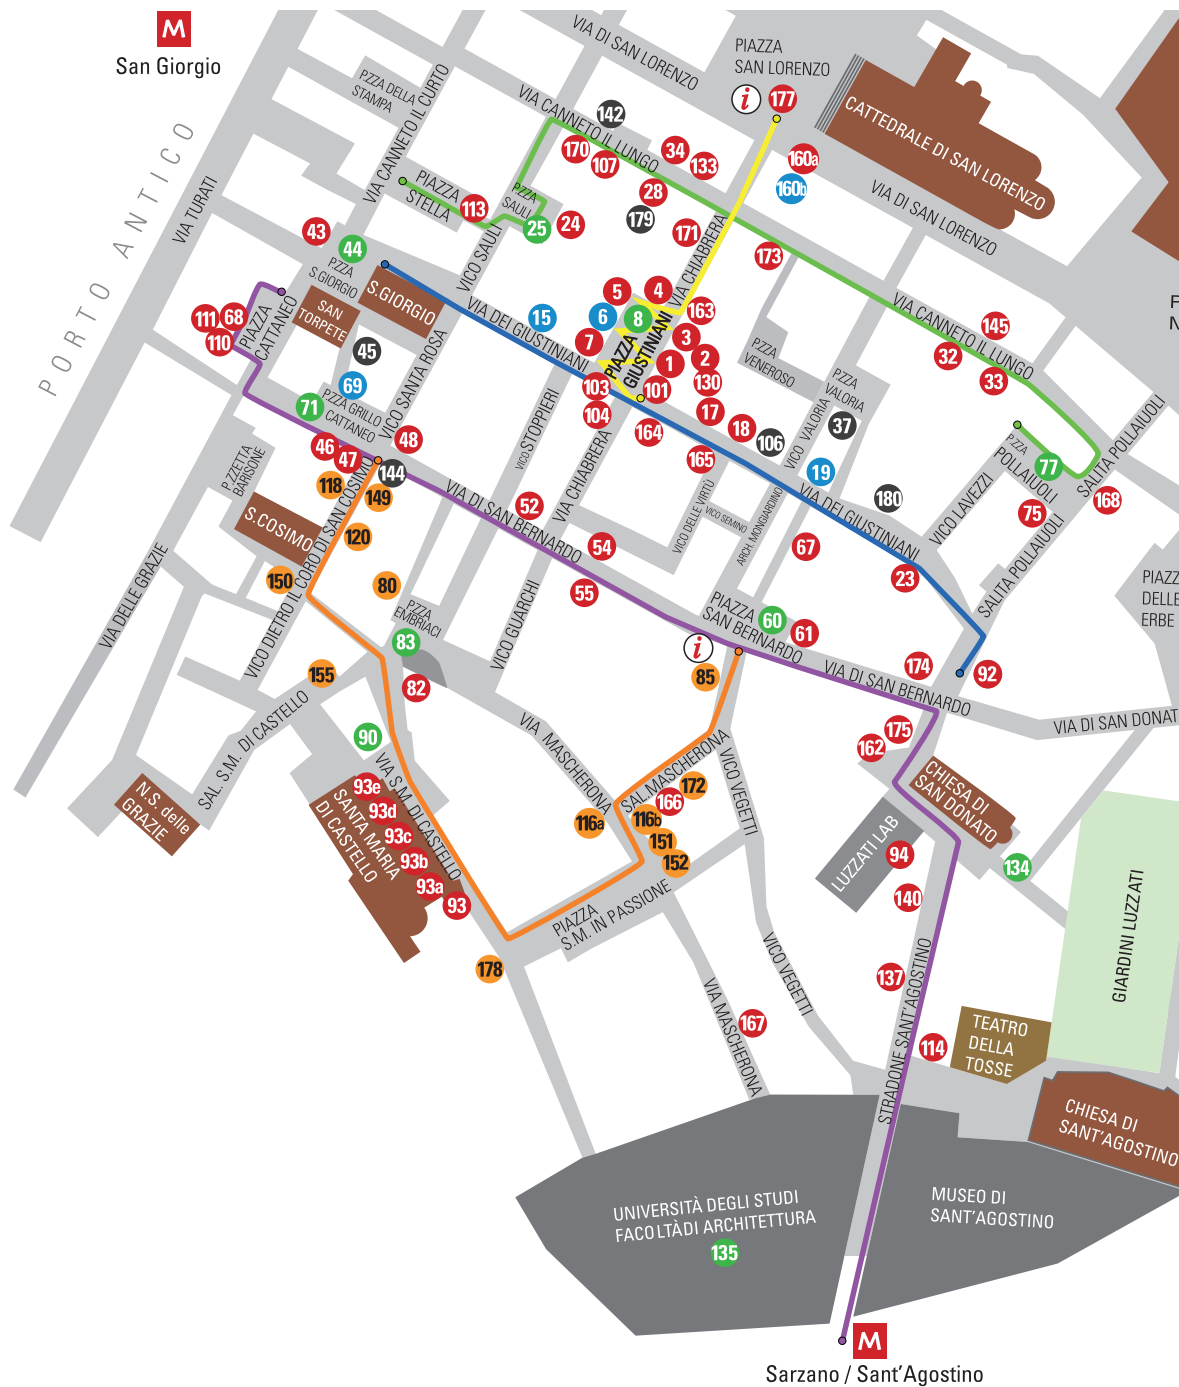 M
San Giorgio
VIA DI SAN LORENZO
PIAZZA
SAN LORENZO
i
177
CATTEDRALE DI SAN LORENZO
P.ZZA DELLA
STAMPA
VIA CANNETO IL CURTO
VIA CANNETO IL LUNGO
142
170
107
34
133
160a
160b
VIA DI SAN LORENZO
PORTO ANTICO
VIA TURATI
PIAZZA
STELLA
113
P.ZZA
SAULI
25
24
28
179
171
VIA CHIABRERA
173
43
44
P.ZZA
S.GIORGIO
S.GIORGIO
VICO SAULI
SAN
TORPETE
111
68
110
PIAZZA
CATTANEO
VIA DEI GIUSTINIANI
15
5
4
6
8
7
163
3
2
1
130
PIAZZA
GIUSTINIANI
103
101
104
17
164
18
106
165
P.ZZA
VENEROSO
P.ZZA
VALORIA
VICO VALORIA
37
19
180
VIA CANNETO IL LUNGO
145
32
33
F
N
45
69
71
P.ZZA GRILLO
CATTANEO
VICO SANTA ROSA
46
47
48
144
118
149
P.ZZETTA
BARISONE
S.COSIMO
120
150
80
VICO DIETRO IL CORO DI SAN COSIMO
VICO STOPPIERI
VIA CHIABRERA
VIA DI SAN BERNARDO
52
54
55
VICO DELLE VIRTÙ
VICO SEMINO
ARCH. MONGIARDINO
67
VIA DEI GIUSTINIANI
23
VICO LAVEZZI
P.ZZA
POLLAIUOLI
77
75
168
SALITA POLLAIUOLI
SALITA POLLAIUOLI
PIAZZ
DELLE
ERBE
VIA DELLE GRAZIE
P.ZZA
EMBRIACI
83
82
VICO GUARCHI
PIAZZA
SAN BERNARDO
60
61
i
85
VIA DI SAN BERNARDO
174
92
175
162
VIA DI SAN DONAT
155
SAL. S.M. DI CASTELLO
90
N.S. delle
GRAZIE
VIA S.M. DI CASTELLO
SANTA MARIA
DI CASTELLO
93e
93d
93c
93b
93a
93
VIA MASCHERONA
SAL.MASCHERONA
172
166
116a
116b
151
152
VICO VEGETTI
CHIESA DI
SAN DONATO
LUZZATI LAB
94
134
140
PIAZZA
S.M. IN PASSIONE
178
VICO VEGETTI
137
STRADONE SANT'AGOSTINO
GIARDINI LUZZATI
VIA MASCHERONA
167
114
TEATRO
DELLA
TOSSE
CHIESA DI
SANT'AGOSTINO
UNIVERSITÀ DEGLI STUDI
FACOLTÀDI ARCHITETTURA
135
MUSEO DI
SANT'AGOSTINO
M
Sarzano / Sant'Agostino